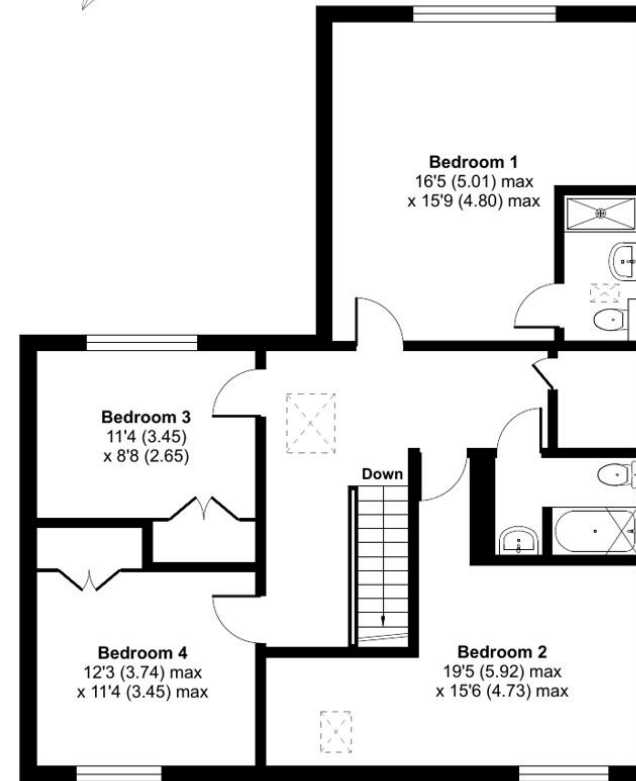 Bedroom 1
16'5 (5.01) max
x 15'9 (4.80) max
Bedroom 3
11'4 (3.45)
x 8'8 (2.65)
Down
Bedroom 4
12'3 (3.74) max
x 11'4 (3.45) max
Bedroom 2
19'5 (5.92) max
x 15'6 (4.73) max